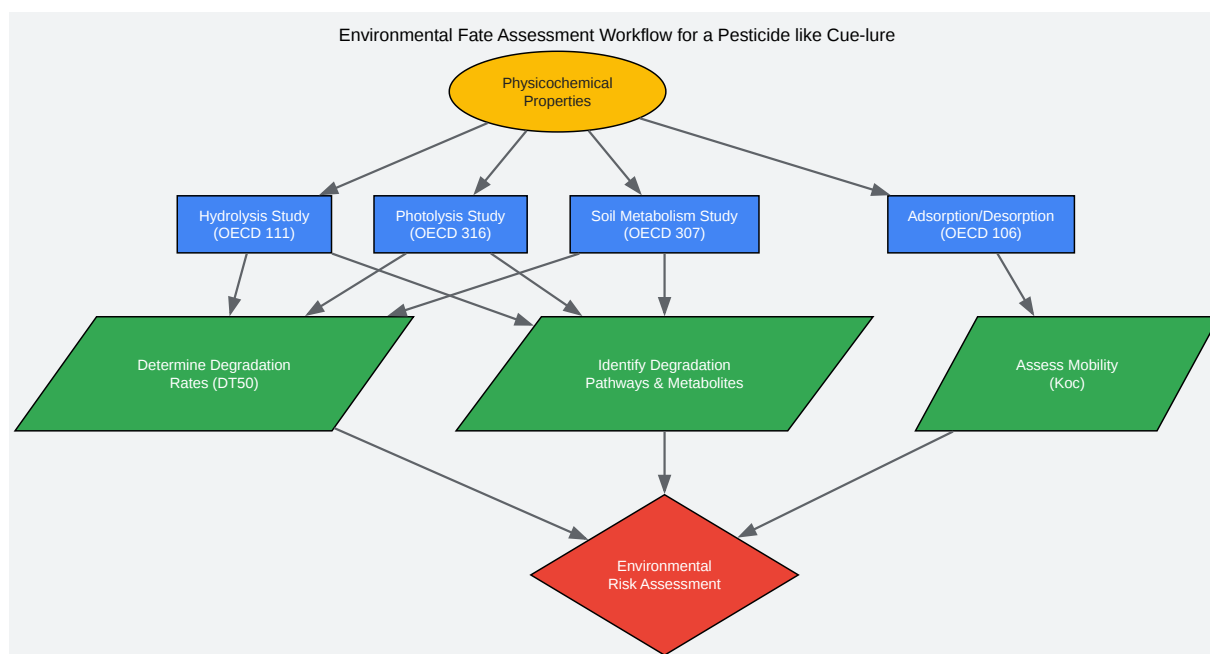 Environmental Fate Assessment Workflow for a Pesticide like Cue-lure
Physicochemical
Properties
Hydrolysis Study
(OECD 111)
Photolysis Study
(OECD 316)
Soil Metabolism Study
(OECD 307)
Adsorption/Desorption
(OECD 106)
Determine Degradation
Rates (DT50)
Identify Degradation
Pathways & Metabolites
Assess Mobility
(Koc)
Environmental
Risk Assessment